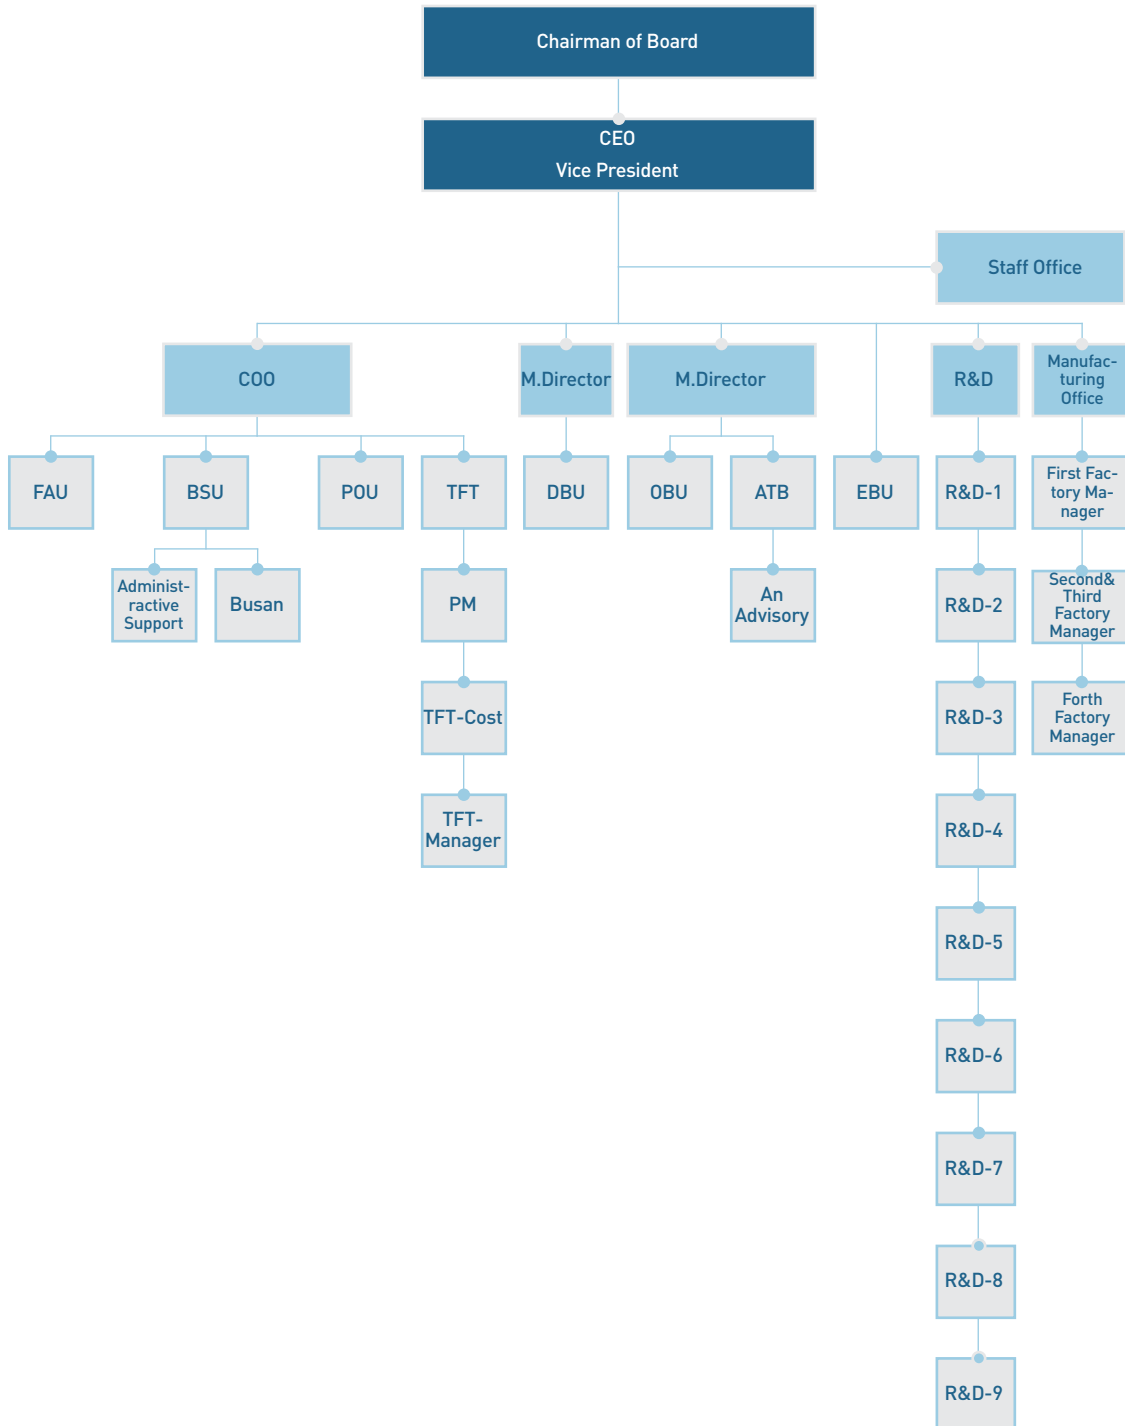 Chairman of Board
CEO
Vice President
Staff Office
COO
M.Director
M.Director
R&D
Manufac-
turing
Office
FAU
BSU
POU
TFT
DBU
OBU
ATB
EBU
R&D-1
First Fac-
tory Ma-
nager
Administ-
ractive
Support
Busan
PM
An
Advisory
R&D-2
Second&
Third
Factory
Manager
TFT-Cost
R&D-3
Forth
Factory
Manager
TFT-
Manager
R&D-4
R&D-5
R&D-6
R&D-7
R&D-8
R&D-9